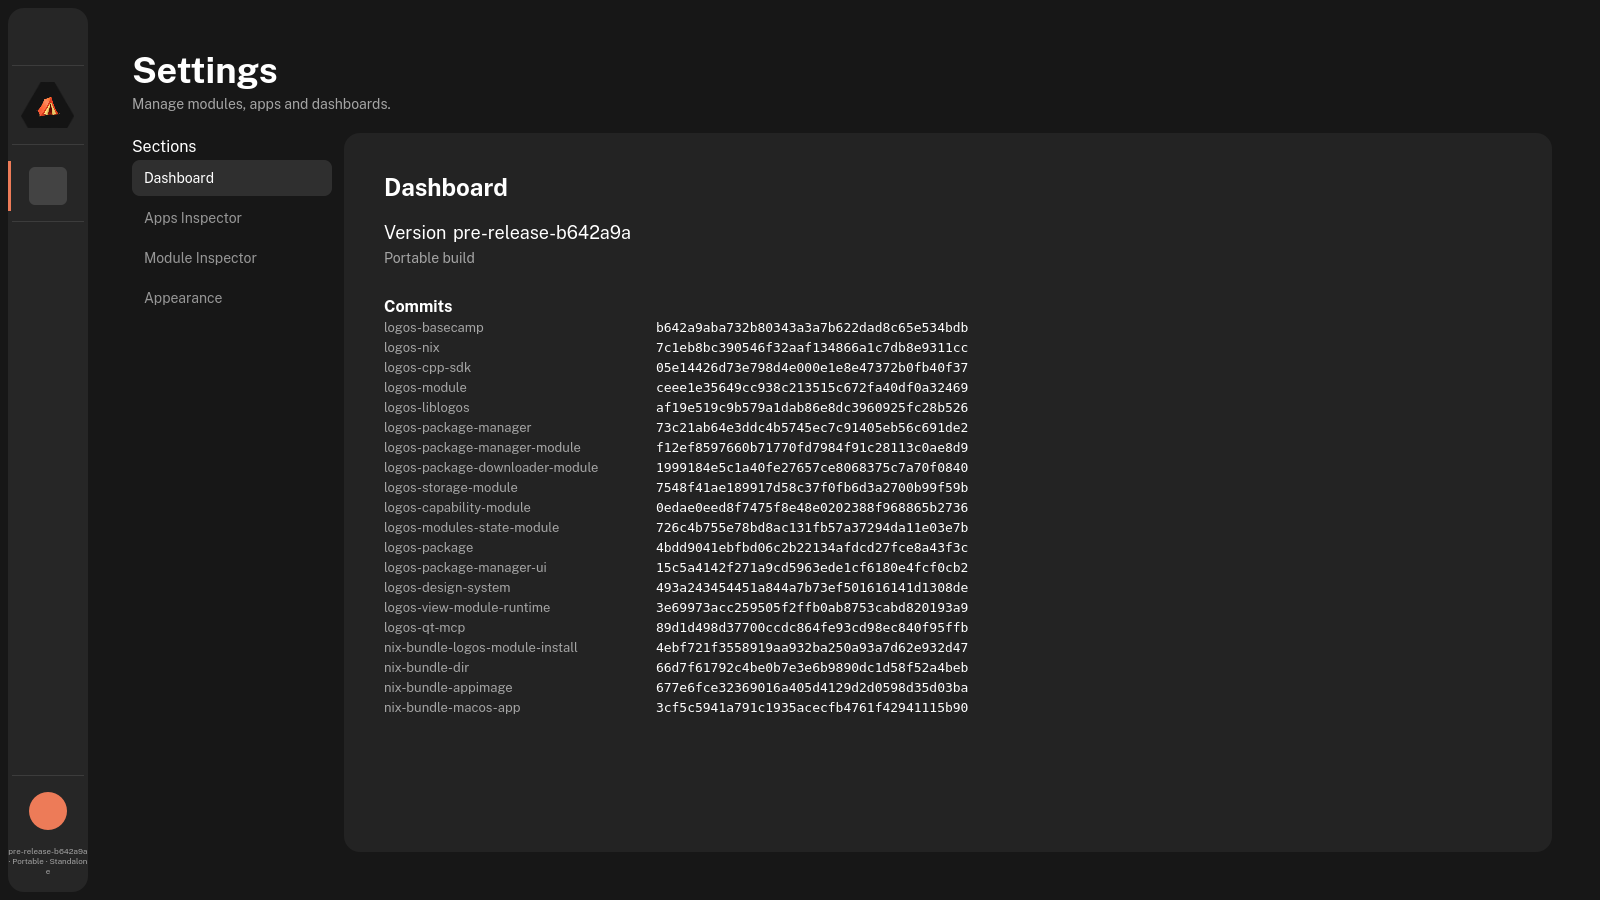 Settings
Manage modules, apps and dashboards.
Sections
Dashboard
Apps Inspector
Module Inspector
Appearance
Dashboard
Version pre-release-b642a9a
Portable build
Commits
logos-basecamp b642a9aba732b80343a3a7b622dad8c65e534bdb
logos-nix 7c1eb8bc390546f32aaf134866a1c7db8e9311cc
logos-cpp-sdk 05e14426d73e798d4e000e1e8e47372b0fb40f37
logos-module ceee1e35649cc938c213515c672fa40df0a32469
logos-liblogos af19e519c9b579a1dab86e8dc3960925fc28b526
logos-package-manager 73c21ab64e3ddc4b5745ec7c91405eb56c691de2
logos-package-manager-module f12ef8597660b71770fd7984f91c28113c0ae8d9
logos-package-downloader-module 1999184e5c1a40fe27657ce8068375c7a70f0840
logos-storage-module 7548f41ae189917d58c37f0fb6d3a2700b99f59b
logos-capability-module 0edae0eed8f7475f8e48e0202388f968865b2736
logos-modules-state-module 726c4b755e78bd8ac131fb57a37294da11e03e7b
logos-package 4bdd9041ebfbd06c2b22134afdcd27fce8a43f3c
logos-package-manager-ui 15c5a4142f271a9cd5963ede1cf6180e4fcf0cb2
logos-design-system 493a243454451a844a7b73ef501616141d1308de
logos-view-module-runtime 3e69973acc259505f2ffb0ab8753cabd820193a9
logos-qt-mcp 89d1d498d37700ccdc864fe93cd98ec840f95ffb
nix-bundle-logos-module-install 4ebf721f3558919aa932ba250a93a7d62e932d47
nix-bundle-dir 66d7f61792c4be0b7e3e6b9890dc1d58f52a4beb
nix-bundle-appimage 677e6fce32369016a405d4129d2d0598d35d03ba
nix-bundle-macos-app 3cf5c5941a791c1935acecfb4761f42941115b90
pre-release-b642a9a
· Portable · Standalon
e